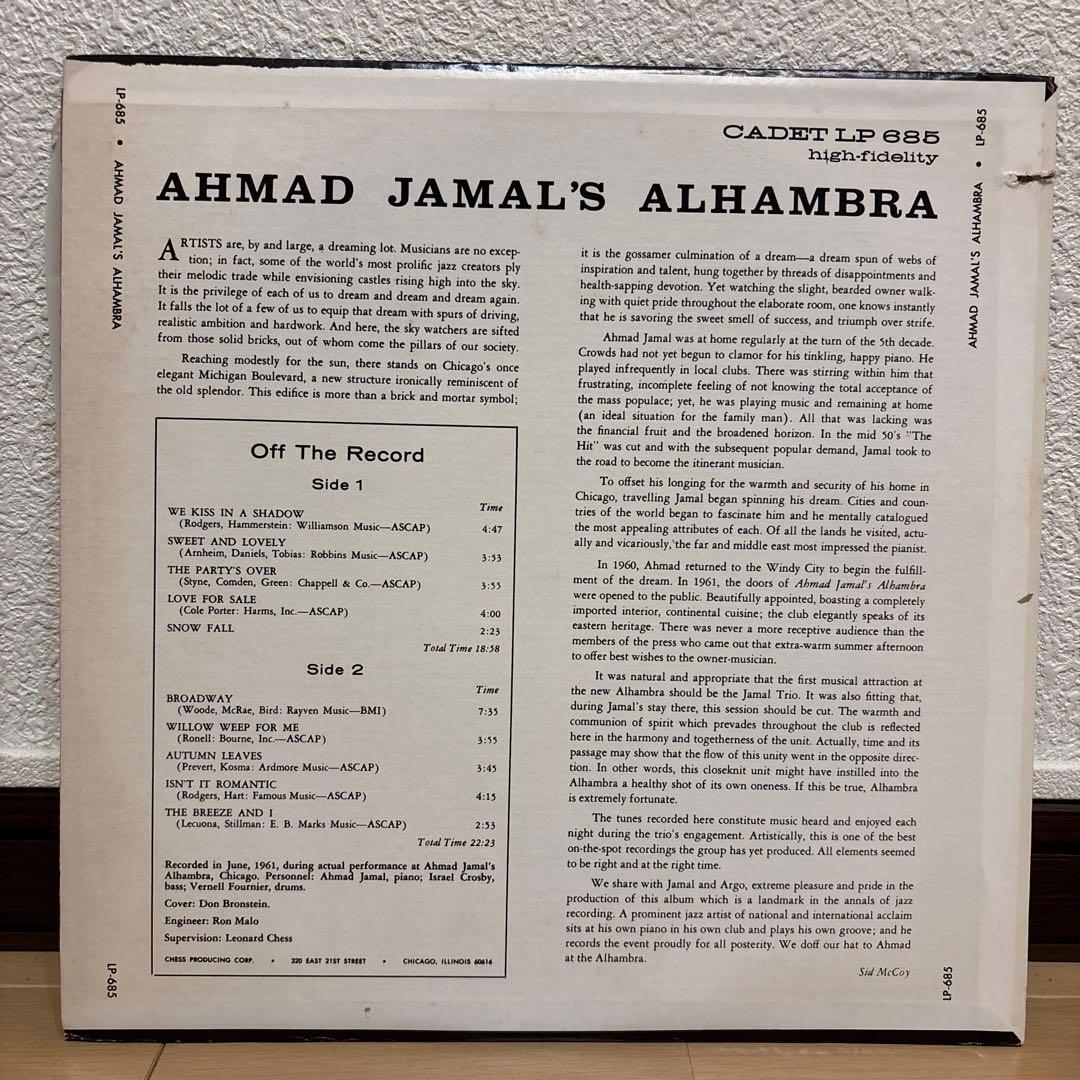 CADET LP 685
high-fidelity
AHMAD JAMAL'S ALHAMBRA
LP-685 • AHMAD JAMAL'S ALHAMBRA
LP-685
ARTISTS are, by and large, a dreaming lot. Musicians are no excep-
tion; in fact, some of the world's most prolific jazz creators ply
their melodic trade while envisioning castles rising high into the sky.
It is the privilege of each of us to dream and dream and dream again.
It falls the lot of a few of us to equip that dream with spurs of driving,
realistic ambition and hardwork. And here, the sky watchers are sifted
from those solid bricks, out of whom come the pillars of our society.
Reaching modestly for the sun, there stands on Chicago's once
elegant Michigan Boulevard, a new structure ironically reminiscent of
the old splendor. This edifice is more than a brick and mortar symbol;
Off The Record
Side 1
Time
WE KISS IN A SHADOW
(Rodgers, Hammerstein: Williamson Music—ASCAP) 4:47
SWEET AND LOVELY
(Arnheim, Daniels, Tobias: Robbins Music—ASCAP) 3:53
THE PARTY'S OVER
(Styne, Comden, Green: Chappell & Co.—ASCAP) 3:55
LOVE FOR SALE
(Cole Porter: Harms, Inc.—ASCAP) 4:00
SNOW FALL 2:23
Total Time 18:58
Side 2
Time
BROADWAY
(Woode, McRae, Bird: Rayven Music—BMI) 7:35
WILLOW WEEP FOR ME
(Ronell: Bourne, Inc.—ASCAP) 3:55
AUTUMN LEAVES
(Prevert, Kosma: Ardmore Music—ASCAP) 3:45
ISN'T IT ROMANTIC
(Rodgers, Hart: Famous Music—ASCAP) 4:15
THE BREEZE AND I
(Lecuona, Stillman: E. B. Marks Music—ASCAP) 2:53
Total Time 22:23
Recorded in June, 1961, during actual performance at Ahmad Jamal's
Alhambra, Chicago. Personnel: Ahmad Jamal, piano; Israel Crosby,
bass; Vernell Fournier, drums.
Cover: Don Bronstein.
Engineer: Ron Malo
Supervision: Leonard Chess
CHESS PRODUCING CORP. • 320 EAST 21ST STREET • CHICAGO, ILLINOIS 60616
it is the gossamer culmination of a dream—a dream spun of webs of
inspiration and talent, hung together by threads of disappointments and
health-sapping devotion. Yet watching the slight, bearded owner walk-
ing with quiet pride throughout the elaborate room, one knows instantly
that he is savoring the sweet smell of success, and triumph over strife.
Ahmad Jamal was at home regularly at the turn of the 5th decade.
Crowds had not yet begun to clamor for his tinkling, happy piano. He
played infrequently in local clubs. There was stirring within him that
frustrating, incomplete feeling of not knowing the total acceptance of
the mass populace; yet, he was playing music and remaining at home
(an ideal situation for the family man). All that was lacking was
the financial fruit and the broadened horizon. In the mid 50's "The
Hit" was cut and with the subsequent popular demand, Jamal took to
the road to become the itinerant musician.
To offset his longing for the warmth and security of his home in
Chicago, travelling Jamal began spinning his dream. Cities and coun-
tries of the world began to fascinate him and he mentally catalogued
the most appealing attributes of each. Of all the lands he visited, actu-
ally and vicariously, the far and middle east most impressed the pianist.
In 1960, Ahmad returned to the Windy City to begin the fulfill-
ment of the dream. In 1961, the doors of Ahmad Jamal's Alhambra
were opened to the public. Beautifully appointed, boasting a completely
imported interior, continental cuisine; the club elegantly speaks of its
eastern heritage. There was never a more receptive audience than the
members of the press who came out that extra-warm summer afternoon
to offer best wishes to the owner-musician.
It was natural and appropriate that the first musical attraction at
the new Alhambra should be the Jamal Trio. It was also fitting that,
during Jamal's stay there, this session should be cut. The warmth and
communion of spirit which prevades throughout the club is reflected
here in the harmony and togetherness of the unit. Actually, time and its
passage may show that the flow of this unity went in the opposite direc-
tion. In other words, this closeknit unit might have instilled into the
Alhambra a healthy shot of its own oneness. If this be true, Alhambra
is extremely fortunate.
The tunes recorded here constitute music heard and enjoyed each
night during the trio's engagement. Artistically, this is one of the best
on-the-spot recordings the group has yet produced. All elements seemed
to be right and at the right time.
We share with Jamal and Argo, extreme pleasure and pride in the
production of this album which is a landmark in the annals of jazz
recording. A prominent jazz artist of national and international acclaim
sits at his own piano in his own club and plays his own groove; and he
records the event proudly for all posterity. We doff our hat to Ahmad
at the Alhambra.
Sid McCoy
AHMAD JAMAL'S ALHAMBRA • LP-685
LP-685